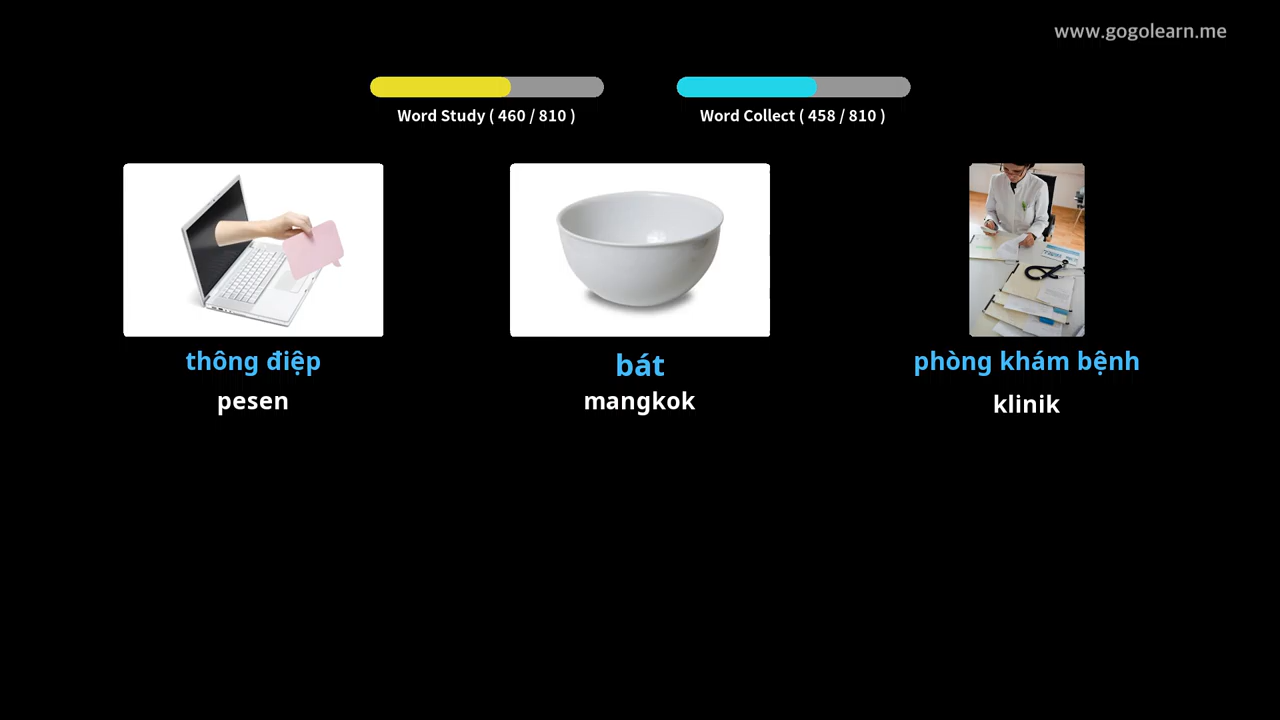 www.gogolearn.me
Word Study ( 460 / 810 )
Word Collect ( 458 / 810 )
thông điệp
bát
phòng khám bệnh
pesen
mangkok
klinik